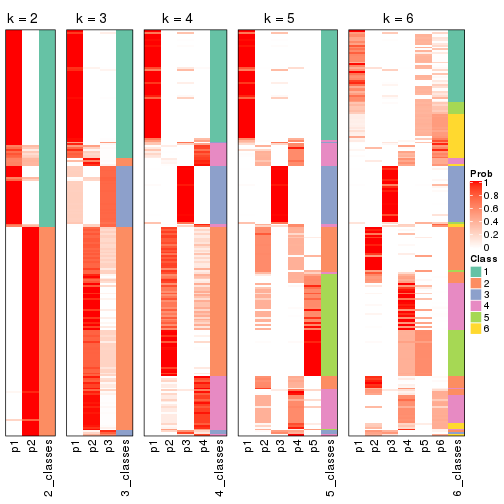 k = 2
k = 3
k = 4
k = 5
k = 6
p1
p2
2_classes
p1
p2
p3
3_classes
p1
p2
p3
p4
4_classes
p1
p2
p3
p4
p5
5_classes
p1
p2
p3
p4
p5
p6
6_classes
Prob
1
0.8
0.6
0.4
0.2
0
Class
1
2
3
4
5
6